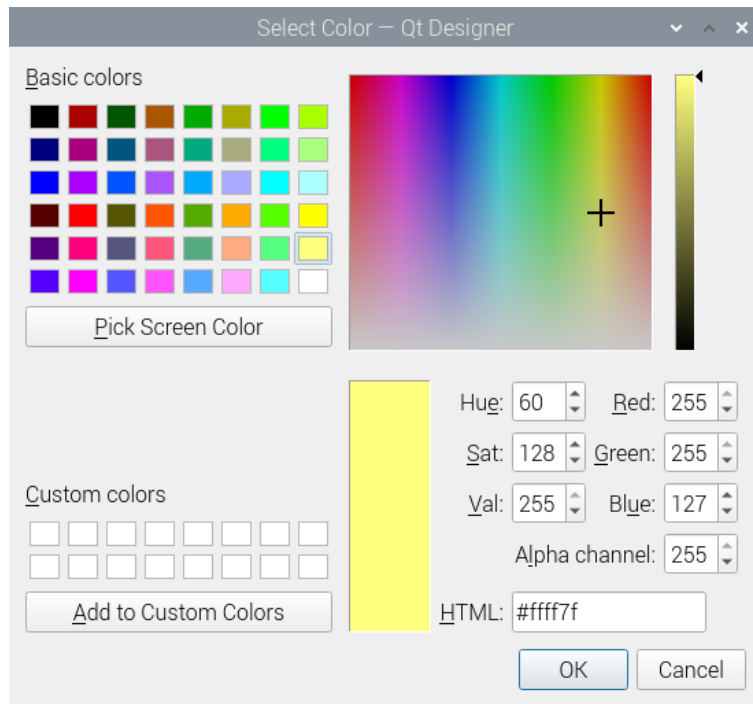 Select Color — Qt Designer
Basic colors
Pick Screen Color
Custom colors
Add to Custom Colors
Hue: 60
Red: 255
Sat: 128
Green: 255
Val: 255
Blue: 127
Alpha channel: 255
HTML: #ffff7f
OK
Cancel